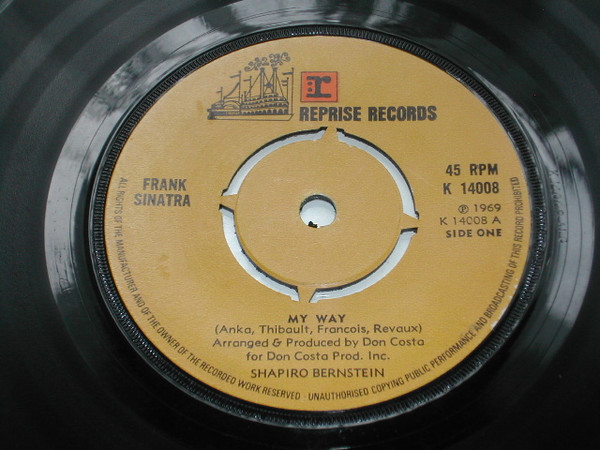 r
REPRISE RECORDS
FRANK
SINATRA
45 RPM
K 14008
℗ 1969
K 14008 A
SIDE ONE
MY WAY
(Anka, Thibault, Francois, Revaux)
Arranged & Produced by Don Costa
for Don Costa Prod. Inc.
SHAPIRO BERNSTEIN
ALL RIGHTS OF THE MANUFACTURER AND OF THE OWNER OF THE RECORDED WORK RESERVED · UNAUTHORISED COPYING PUBLIC PERFORMANCE AND BROADCASTING OF THIS RECORD PROHIBITED